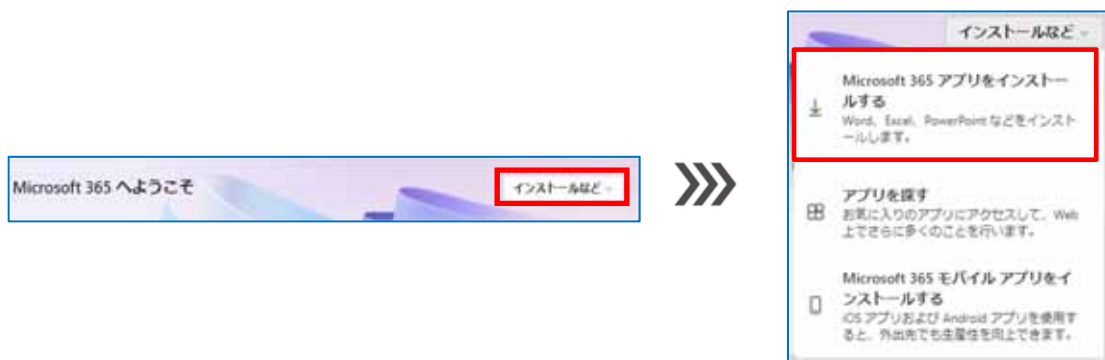 Microsoft 365 へようこそ
インストールなど
インストールなど
Microsoft 365 アプリをインストー
ルする
Word、Excel、PowerPoint などをインスト
ールします。
アプリを探す
お気に入りのアプリにアクセスして、Web
上でさらに多くのことを行います。
Microsoft 365 モバイル アプリをイ
ンストールする
iOS アプリおよび Android アプリを使用す
ると、外出先でも生産性を向上できます。